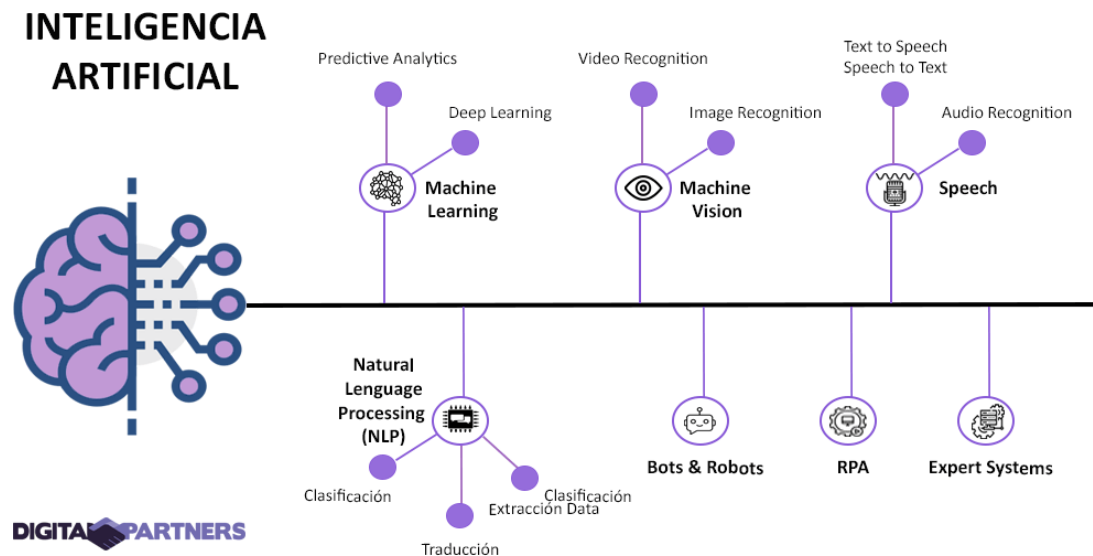 INTELIGENCIA
ARTIFICIAL
Predictive Analytics
Deep Learning
Machine
Learning
Video Recognition
Image Recognition
Machine
Vision
Text to Speech
Speech to Text
Audio Recognition
Speech
Natural
Lenguage
Processing
(NLP)
Clasificación
Traducción
Clasificación
Extracción Data
Bots & Robots
RPA
Expert Systems
DIGITAL PARTNERS